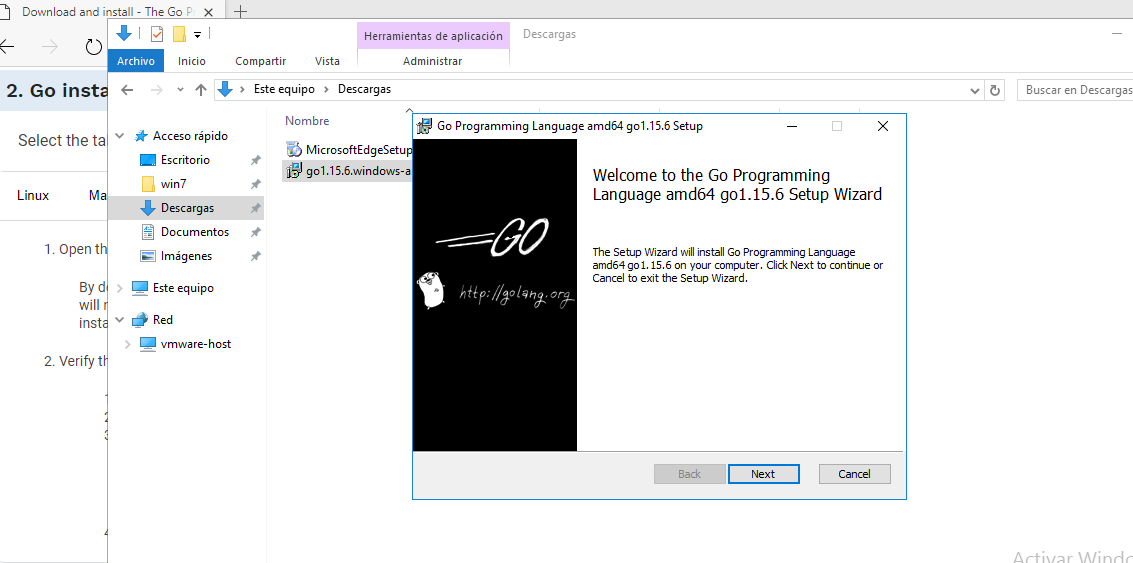 Download and install - The Go P
Herramientas de aplicación
Descargas
Archivo
Inicio
Compartir
Vista
Administrar
Este equipo
Descargas
Buscar en Descargas
2. Go insta
Select the ta
Linux
Ma
1. Open th
By de
will r
insta
2. Verify th
1
2
3
4
Acceso rápido
Escritorio
win7
Descargas
Documentos
Imágenes
Este equipo
Red
vmware-host
Nombre
MicrosoftEdgeSetup
go1.15.6.windows-a
Go Programming Language amd64 go1.15.6 Setup
GO
http://golang.org
Welcome to the Go Programming
Language amd64 go1.15.6 Setup Wizard
The Setup Wizard will install Go Programming Language
amd64 go1.15.6 on your computer. Click Next to continue or
Cancel to exit the Setup Wizard.
Back
Next
Cancel
Activar Windo